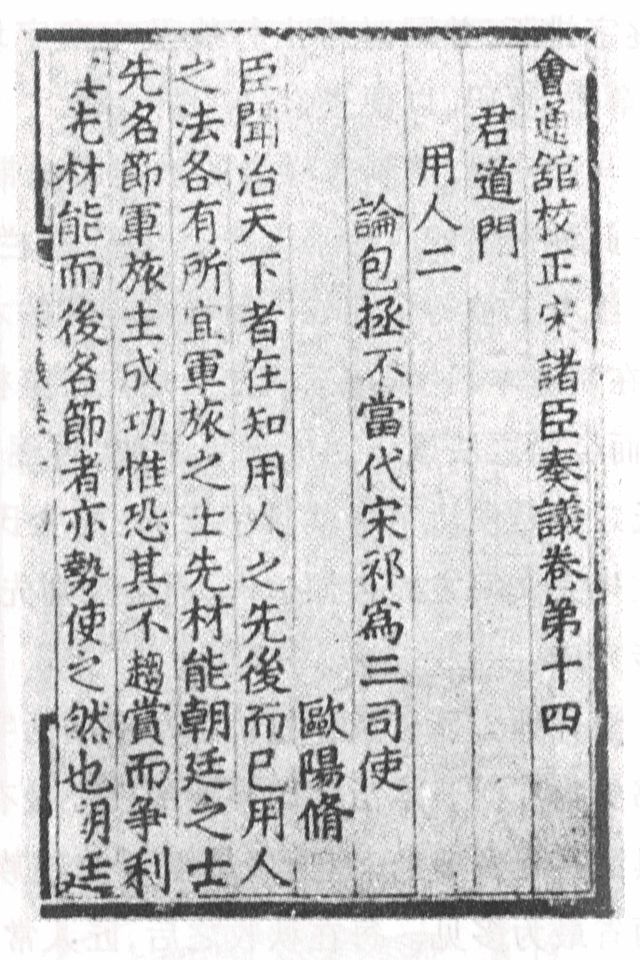 會通舘校正宋諸臣奏議卷第十四
君道門
用人二
論包拯不當代宋祁爲三司使
歐陽脩
臣聞治天下者在知用人之先後而已用人
之法各有所宜軍旅之士先材能朝廷之士
先名節軍旅主成功惟恐其不趨賞而争利
先材能而後名節者亦勢使之然也朝廷